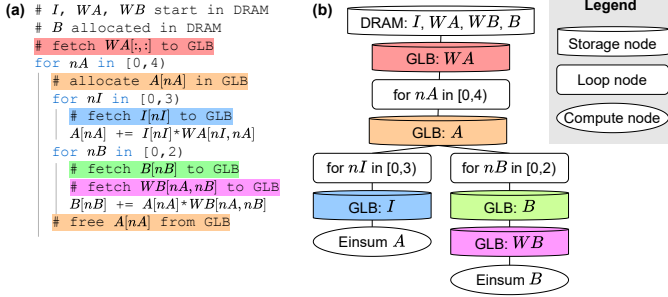 (a)
# I, WA, WB start in DRAM
# B allocated in DRAM
# fetch WA[:,:] to GLB
for nA in [0,4)
# allocate A[nA] in GLB
for nI in [0,3)
# fetch I[nI] to GLB
A[nA] += I[nI]*WA[nI,nA]
for nB in [0,2)
# fetch B[nB] to GLB
# fetch WB[nA,nB] to GLB
B[nB] += A[nA]*WB[nA,nB]
# free A[nA] from GLB
(b)
DRAM: I, WA, WB, B
GLB: WA
for nA in [0,4)
GLB: A
for nI in [0,3)
for nB in [0,2)
GLB: I
GLB: B
Einsum A
GLB: WB
Einsum B
Legend
Storage node
Loop node
Compute node